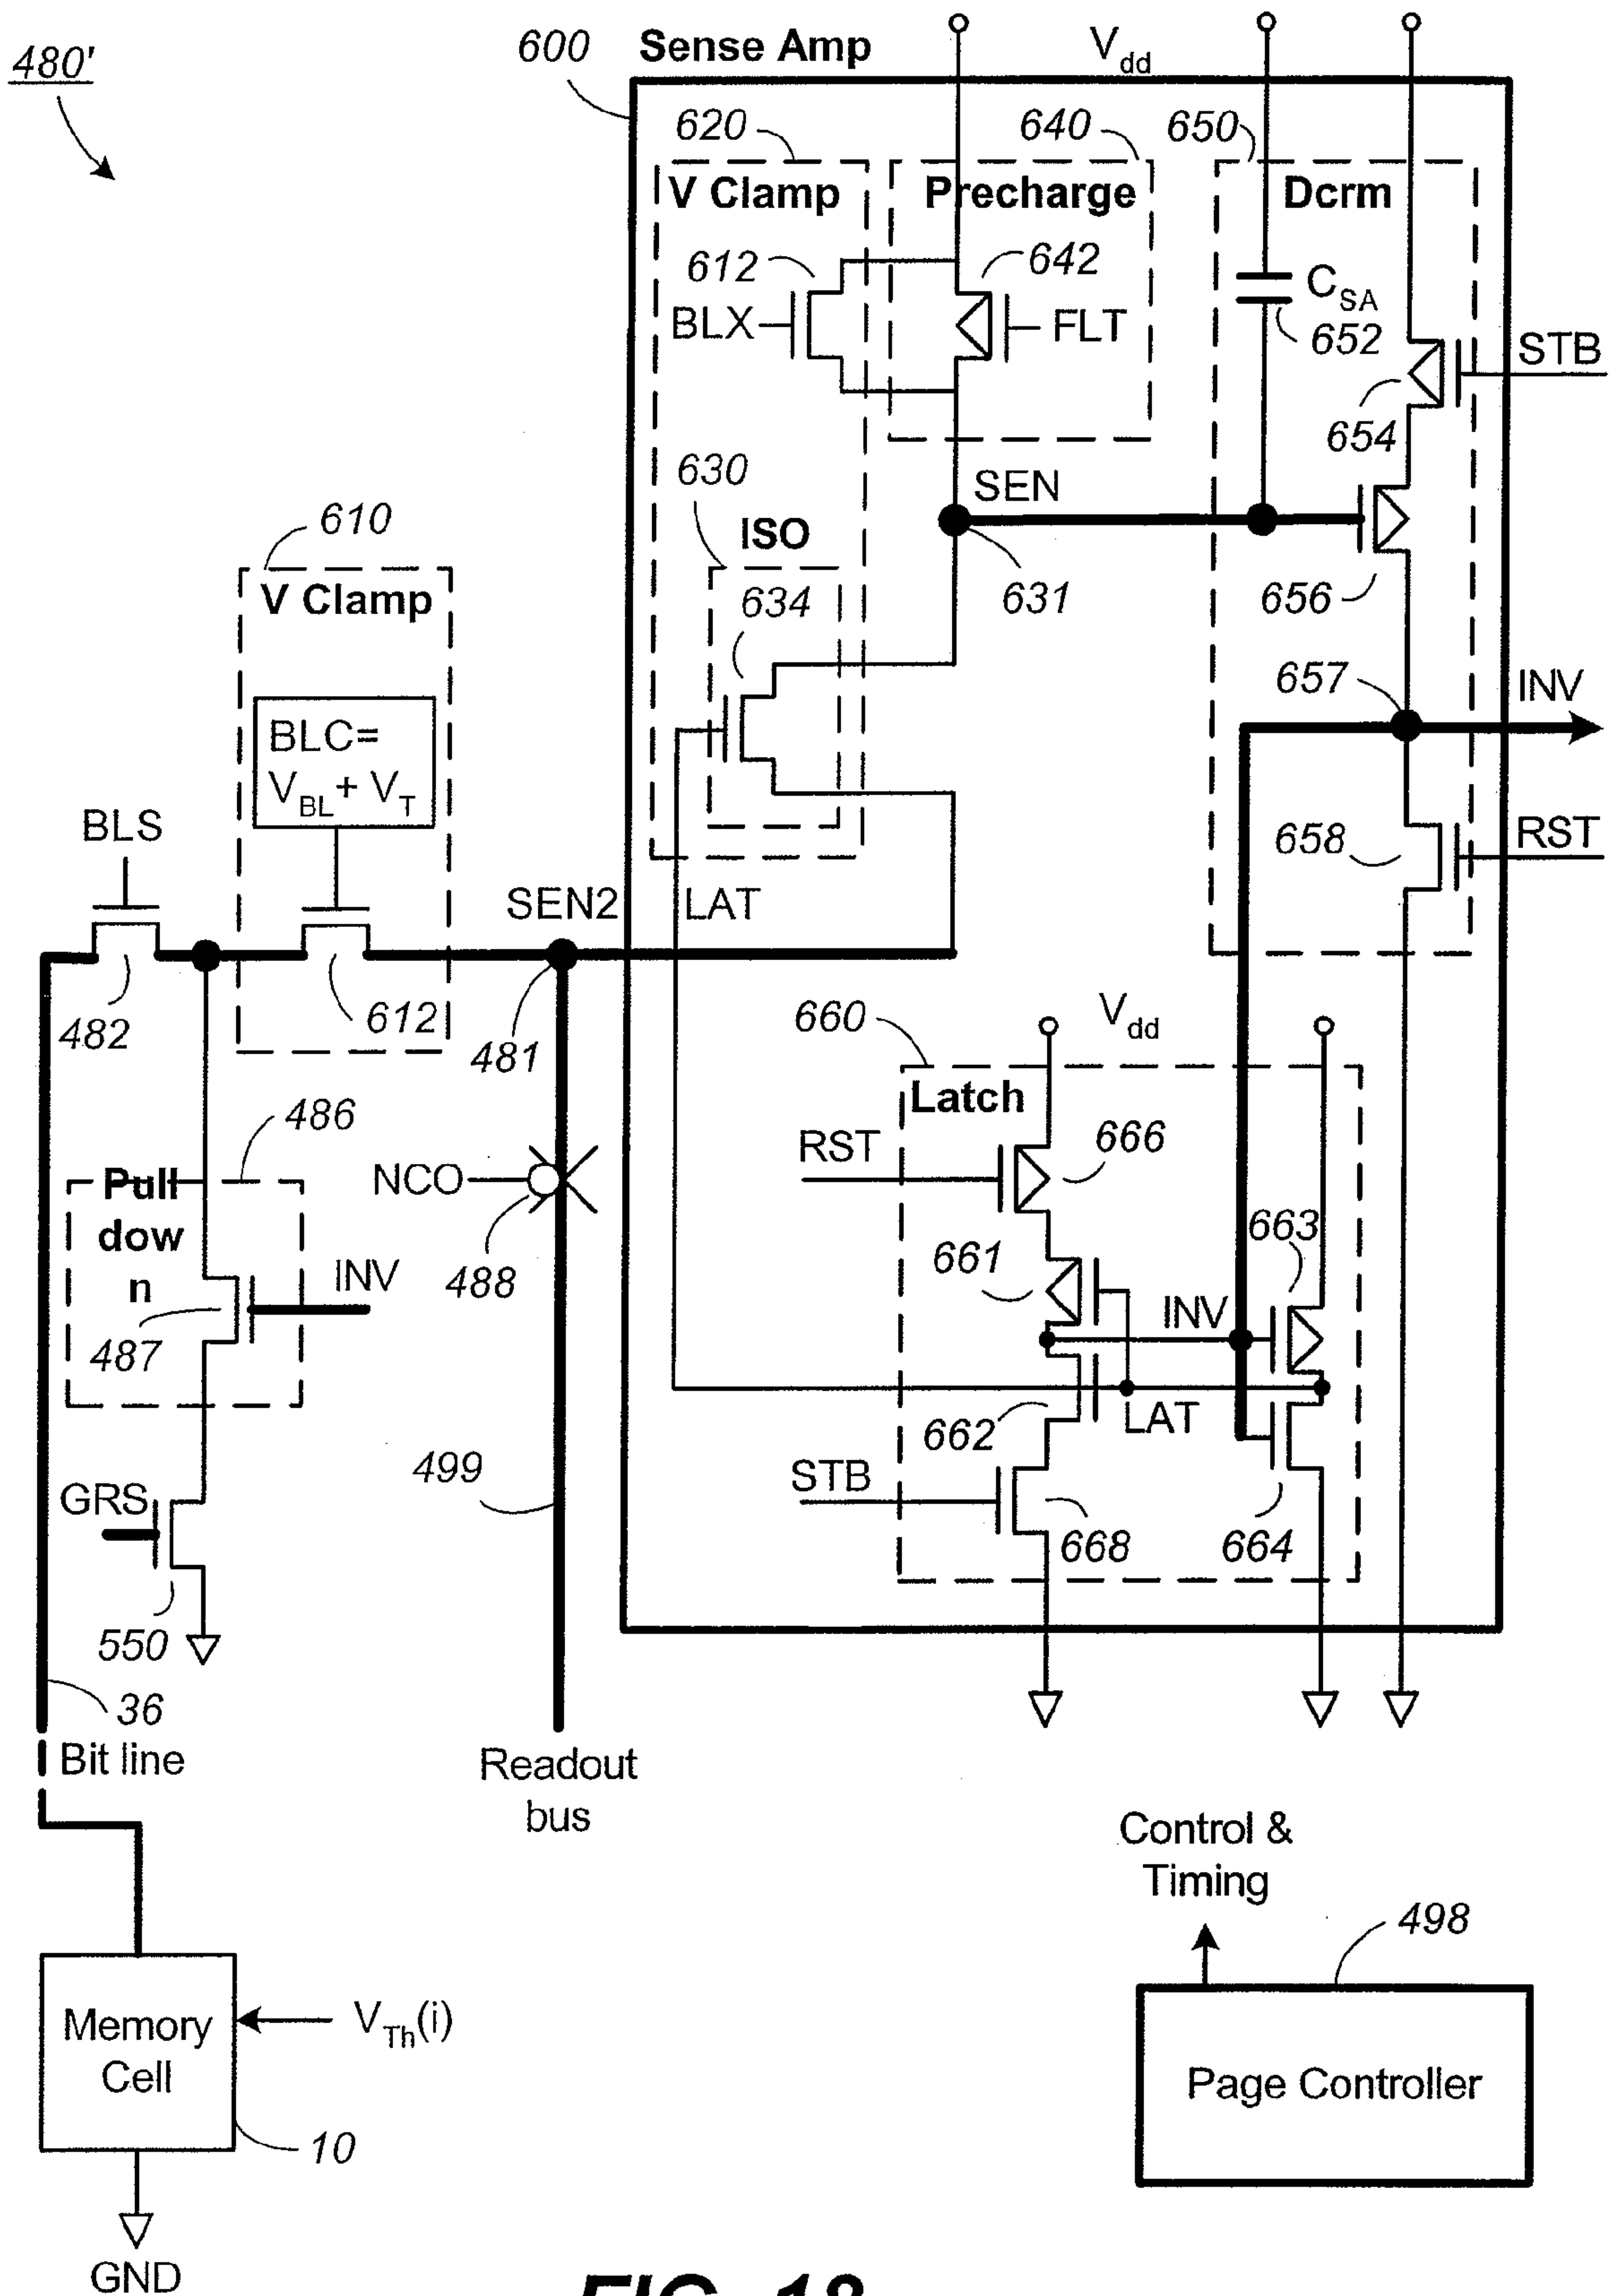 480'
600
Sense Amp
Vdd
620
640
650
V Clamp
Precharge
Dcrm
612
642
BLX
FLT
CSA
652
STB
654
630
SEN
610
ISO
V Clamp
634
631
656
657
INV
BLC=
VBL + VT
BLS
658
RST
SEN2
LAT
482
612
481
660
Vdd
Latch
486
RST
666
NCO
Pull
dow
n
INV
661
663
488
INV
487
662
LAT
499
STB
GRS
668
664
550
36
Bit line
Readout
bus
Control &
Timing
498
Memory
Cell
VTh(i)
Page Controller
10
GND